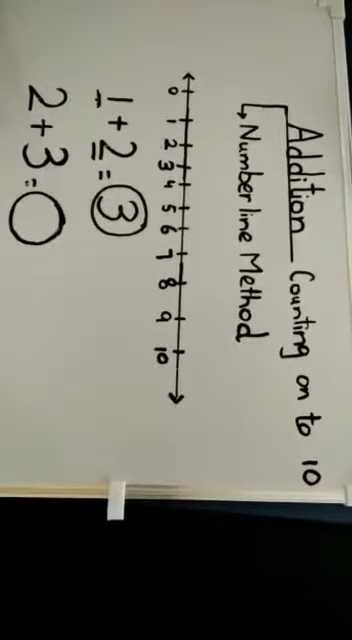 Addition Counting on to 10
↳ Number line Method
0 1 2 3 4 5 6 7 8 9 10
1 + 2 = 3
2 + 3 =